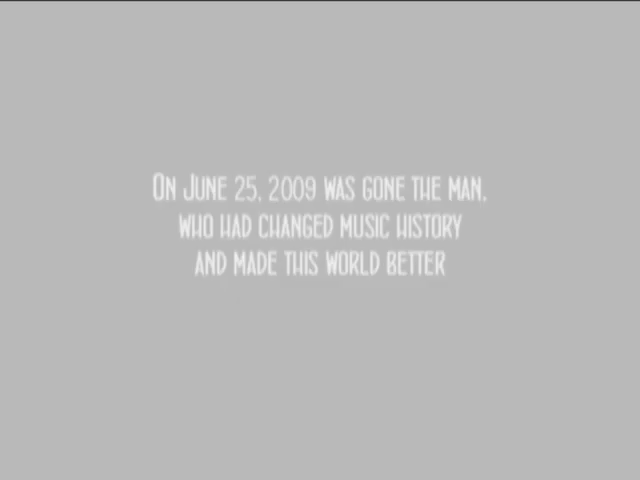 On June 25, 2009 was gone the man,
who had changed music history
and made this world better